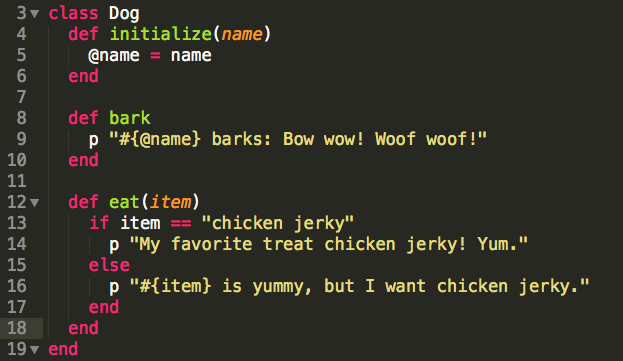 3 class Dog
4 def initialize(name)
5 @name = name
6 end
7
8 def bark
9 p "#{@name} barks: Bow wow! Woof woof!"
10 end
11
12 def eat(item)
13 if item == "chicken jerky"
14 p "My favorite treat chicken jerky! Yum."
15 else
16 p "#{item} is yummy, but I want chicken jerky."
17 end
18 end
19 end